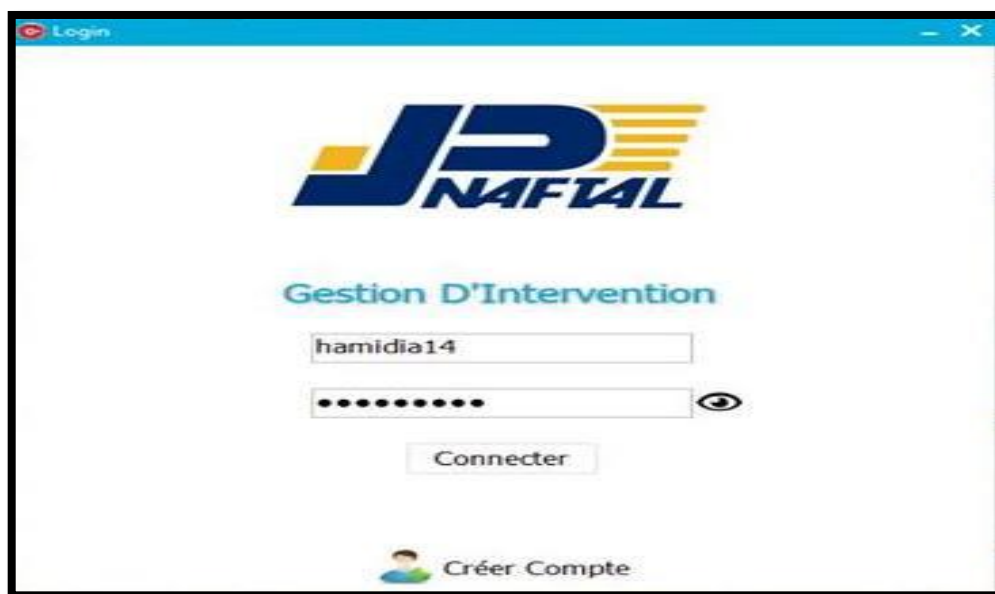 Login
NAFTAL
Gestion D'Intervention
hamidia14
•••••••••
Connecter
Créer Compte